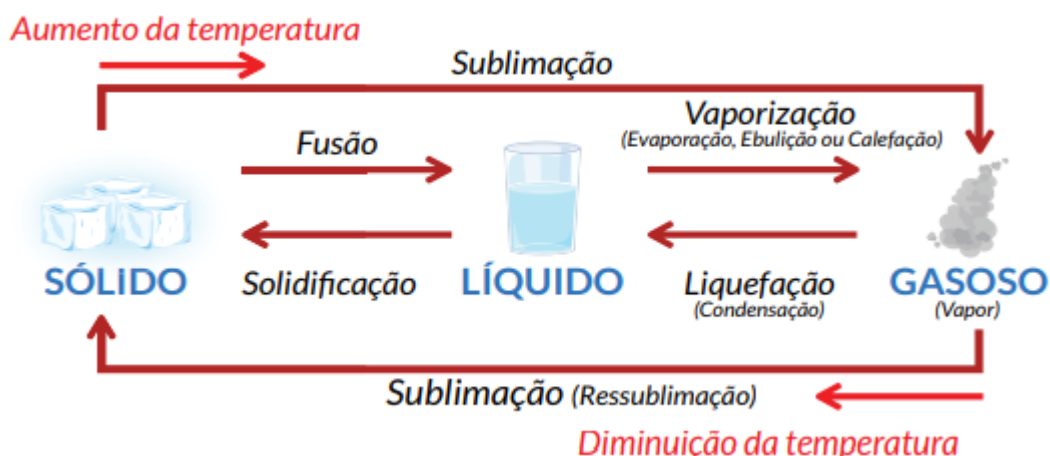 Aumento da temperatura
Sublimação
Fusão
Vaporização
(Evaporação, Ebulição ou Calefação)
SÓLiDO
Solidificação
LÍQUIDO
Liquefação
(Condensação)
GASOSO
(Vapor)
Sublimação (Ressublimação)
Diminuição da temperatura